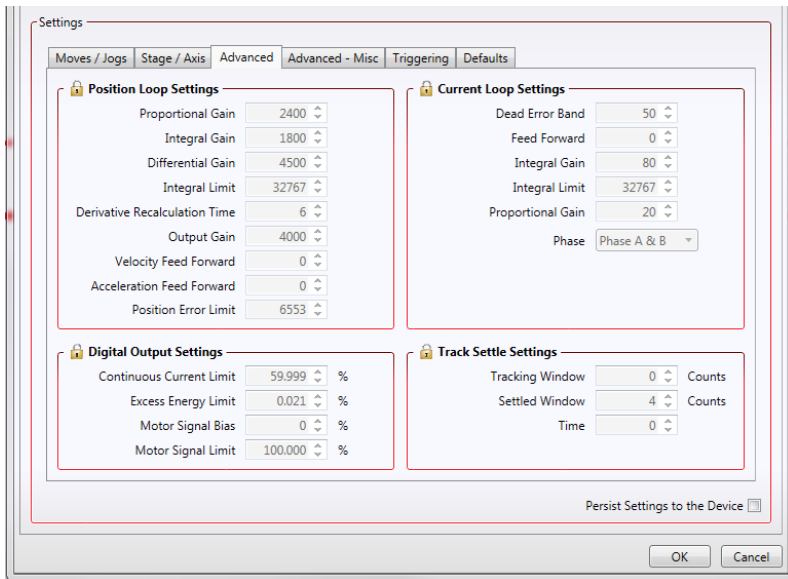 Settings
Moves / Jogs Stage / Axis Advanced Advanced - Misc Triggering Defaults
Position Loop Settings
Proportional Gain 2400
Integral Gain 1800
Differential Gain 4500
Integral Limit 32767
Derivative Recalculation Time 6
Output Gain 4000
Velocity Feed Forward 0
Acceleration Feed Forward 0
Position Error Limit 6553
Current Loop Settings
Dead Error Band 50
Feed Forward 0
Integral Gain 80
Integral Limit 32767
Proportional Gain 20
Phase Phase A & B
Digital Output Settings
Continuous Current Limit 59.999 %
Excess Energy Limit 0.021 %
Motor Signal Bias 0 %
Motor Signal Limit 100.000 %
Track Settle Settings
Tracking Window 0 Counts
Settled Window 4 Counts
Time 0
Persist Settings to the Device
OK Cancel